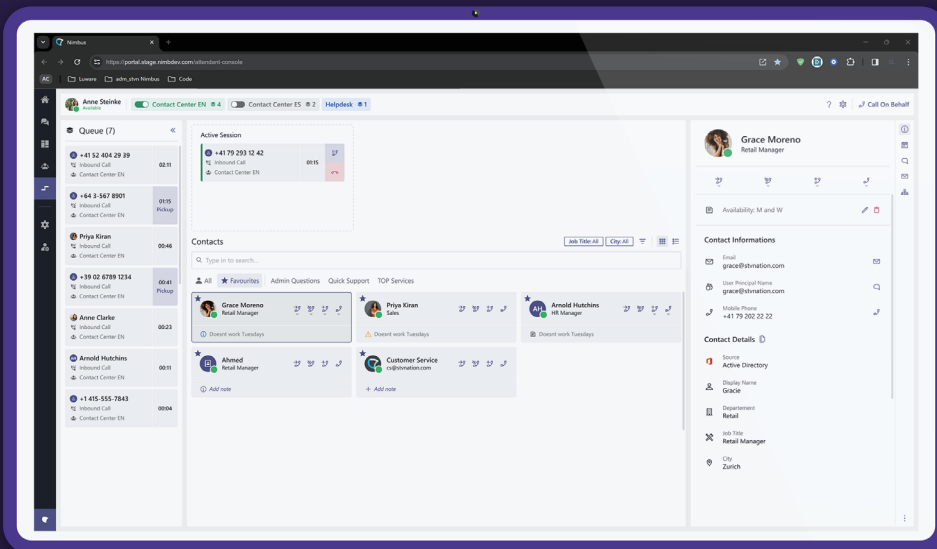 Nimbus
https://portal.stage.nimbdev.com/attendant-console
AC
Luware
adm_stvn Nimbus
Code
Anne Steinke
Available
Contact Center EN 4
Contact Center ES 2
Helpdesk 1
Call On Behalf
Queue (7)
+41 52 404 29 39
Inbound Call
Contact Center EN
02:11
+64 3-567 8901
Inbound Call
Contact Center EN
01:15
Pickup
Priya Kiran
Inbound Call
Contact Center EN
00:46
+39 02 6789 1234
Inbound Call
Contact Center EN
00:41
Pickup
Anne Clarke
Inbound Call
Contact Center EN
00:23
Arnold Hutchins
Inbound Call
Contact Center EN
00:11
+1 415-555-7843
Inbound Call
Contact Center EN
00:04
Active Session
+41 79 293 12 42
Inbound Call
Contact Center EN
01:15
Contacts
Job Title: All
City: All
Type in to search...
All
Favourites
Admin Questions
Quick Support
TOP Services
Grace Moreno
Retail Manager
Doesnt work Tuesdays
Priya Kiran
Sales
Doesnt work Tuesdays
AH
Arnold Hutchins
HR Manager
Doesnt work Tuesdays
Ahmed
Retail Manager
Add note
Customer Service
cs@stvnation.com
+ Add note
Grace Moreno
Retail Manager
Availability: M and W
Contact Informations
Email
grace@stvnation.com
User Principal Name
grace@stvnation.com
Mobile Phone
+41 79 202 22 22
Contact Details
Source
Active Directory
Display Name
Gracie
Departement
Retail
Job Title
Retail Manager
City
Zurich